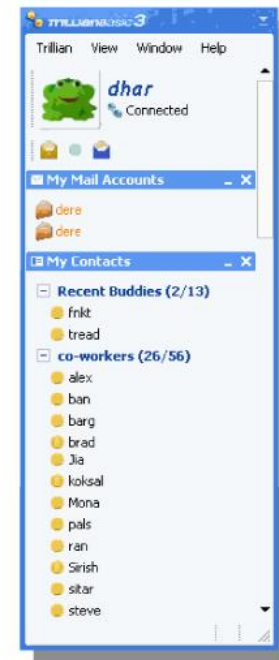 TRILLIAN BASIC 3
Trillian View Window Help
dhar
Connected
My Mail Accounts
dere
dere
My Contacts
Recent Buddies (2/13)
fnkt
tread
co-workers (26/56)
alex
ban
barg
brad
Jia
koksal
Mona
pals
ran
Sirish
sitar
steve